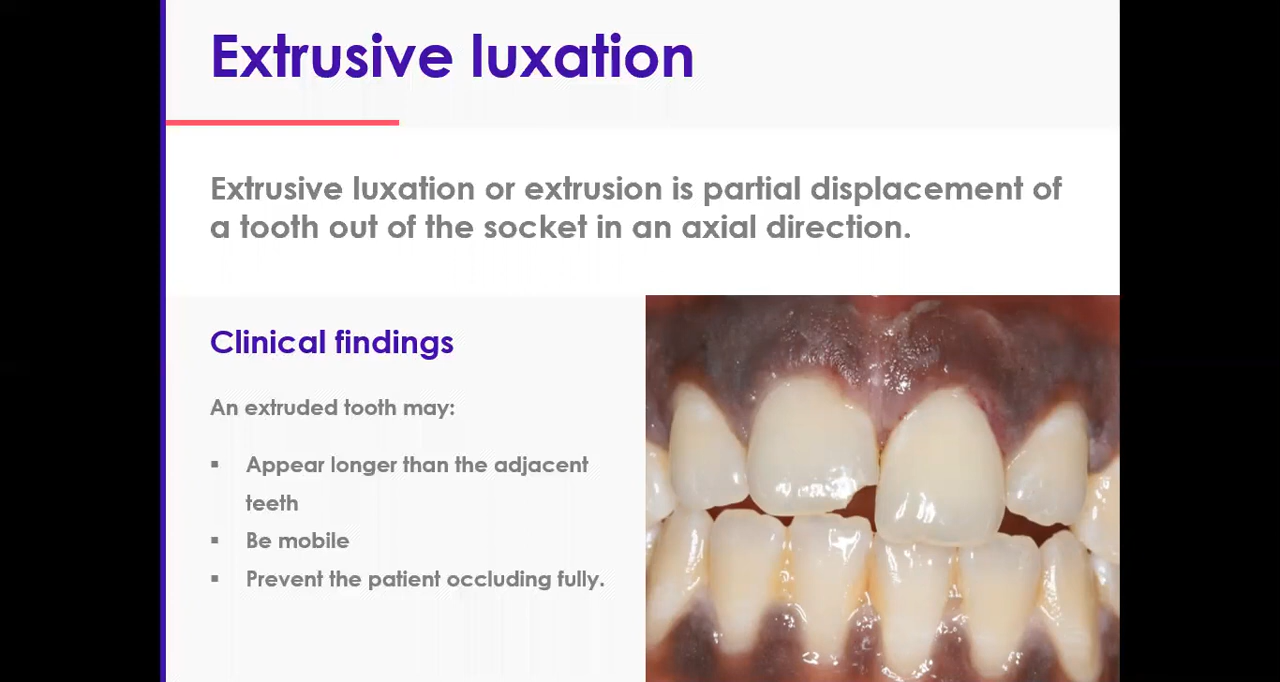 Extrusive luxation
Extrusive luxation or extrusion is partial displacement of
a tooth out of the socket in an axial direction.
Clinical findings
An extruded tooth may:
▪ Appear longer than the adjacent
teeth
▪ Be mobile
▪ Prevent the patient occluding fully.